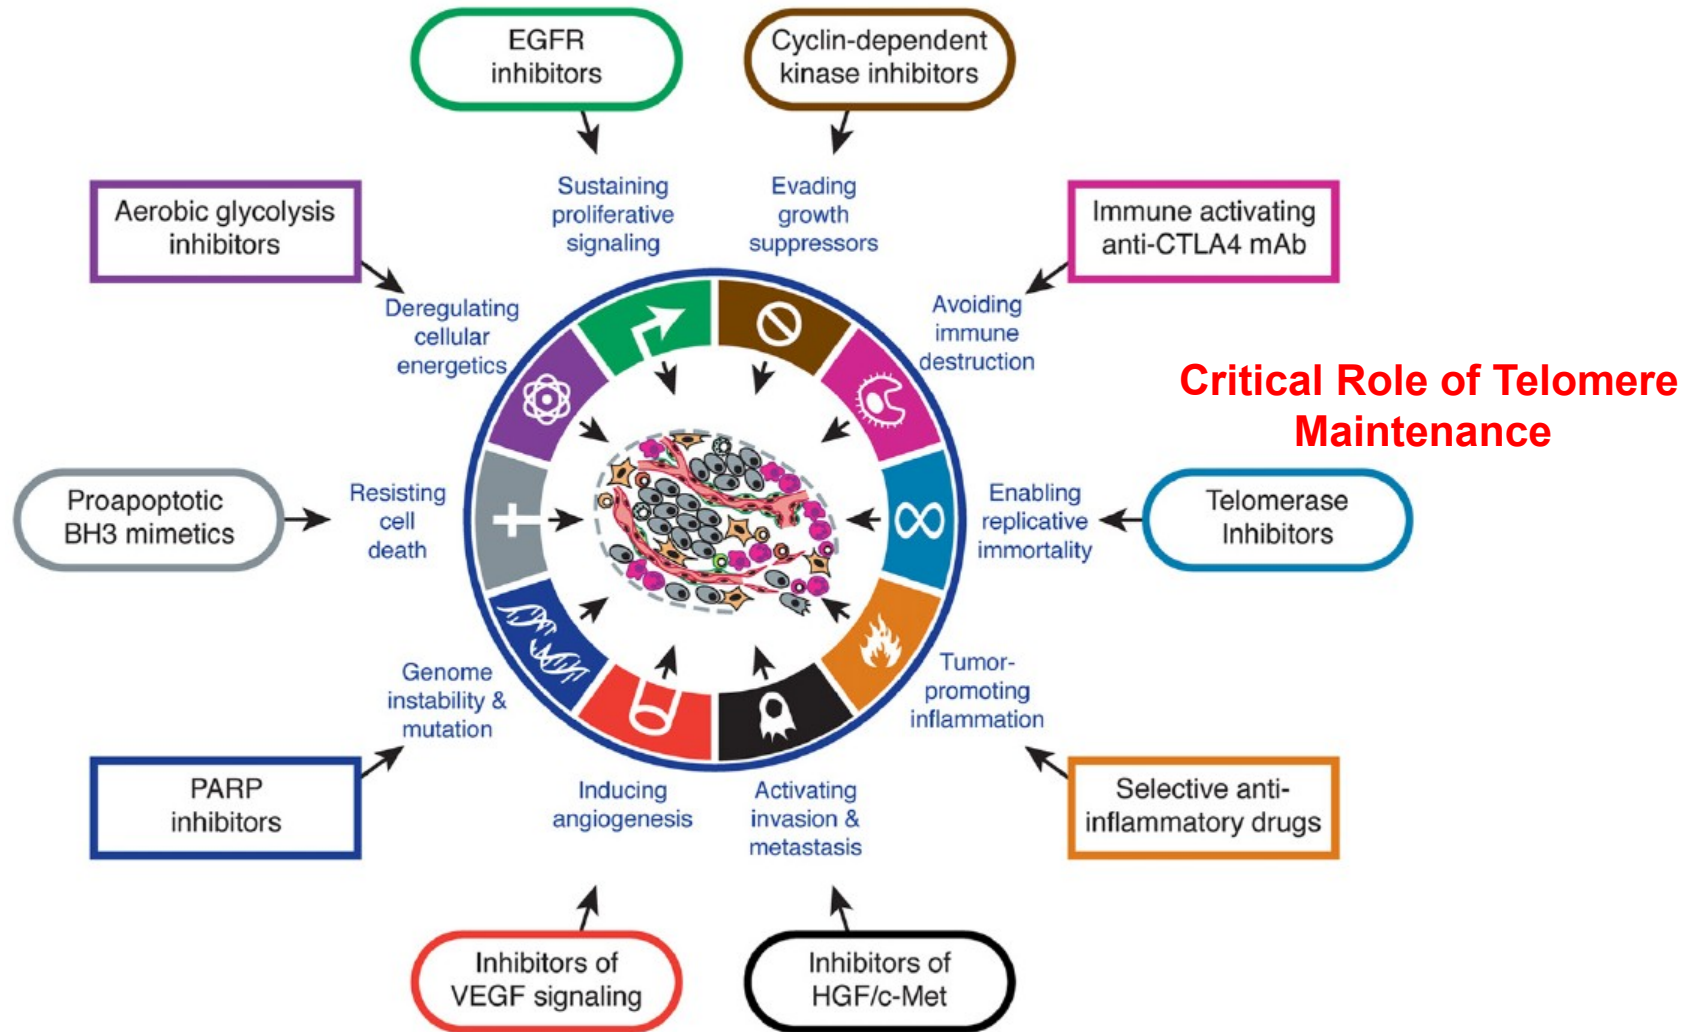 EGFR
inhibitors
Cyclin-dependent
kinase inhibitors
Sustaining
proliferative
signaling
Evading
growth
suppressors
Aerobic glycolysis
inhibitors
Immune activating
anti-CTLA4 mAb
Deregulating
cellular
energetics
Avoiding
immune
destruction
Critical Role of Telomere
Maintenance
Proapoptotic
BH3 mimetics
Resisting
cell
death
Enabling
replicative
immortality
Telomerase
Inhibitors
Genome
instability &
mutation
Tumor-
promoting
inflammation
PARP
inhibitors
Inducing
angiogenesis
Activating
invasion &
metastasis
Selective anti-
inflammatory drugs
Inhibitors of
VEGF signaling
Inhibitors of
HGF/c-Met